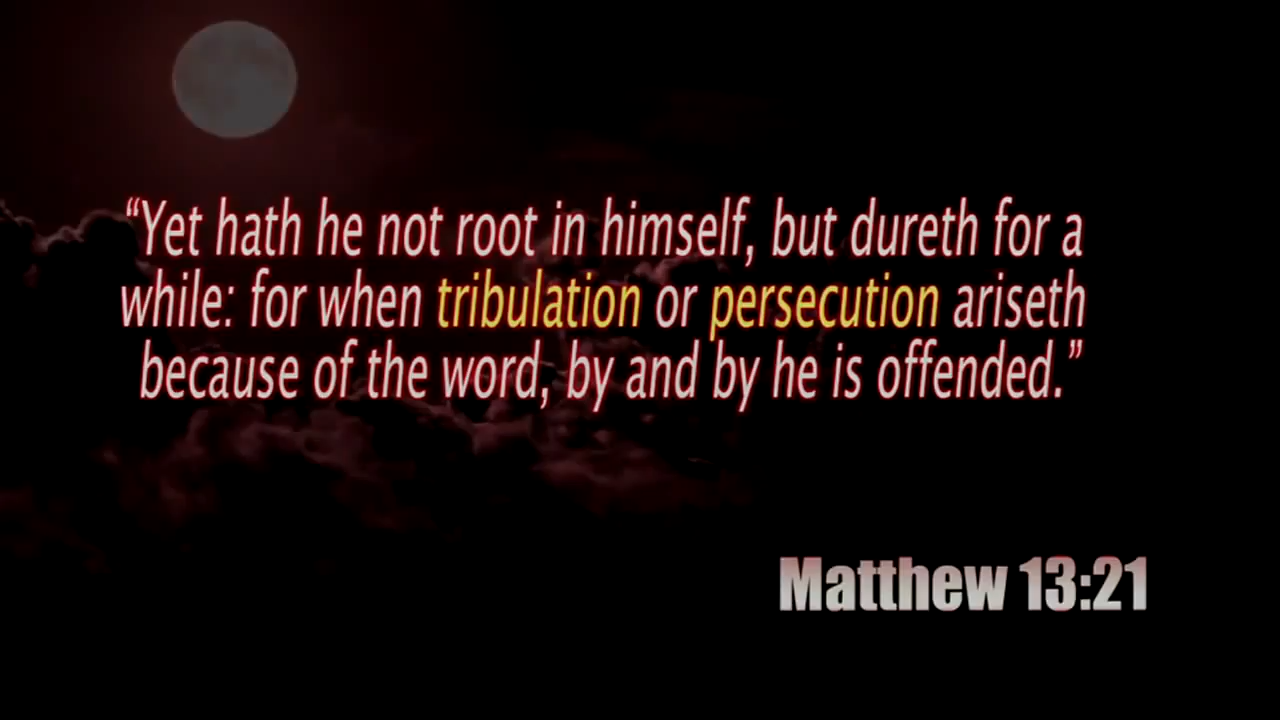 “Yet hath he not root in himself, but dureth for a
while: for when tribulation or persecution ariseth
because of the word, by and by he is offended.”
Matthew 13:21